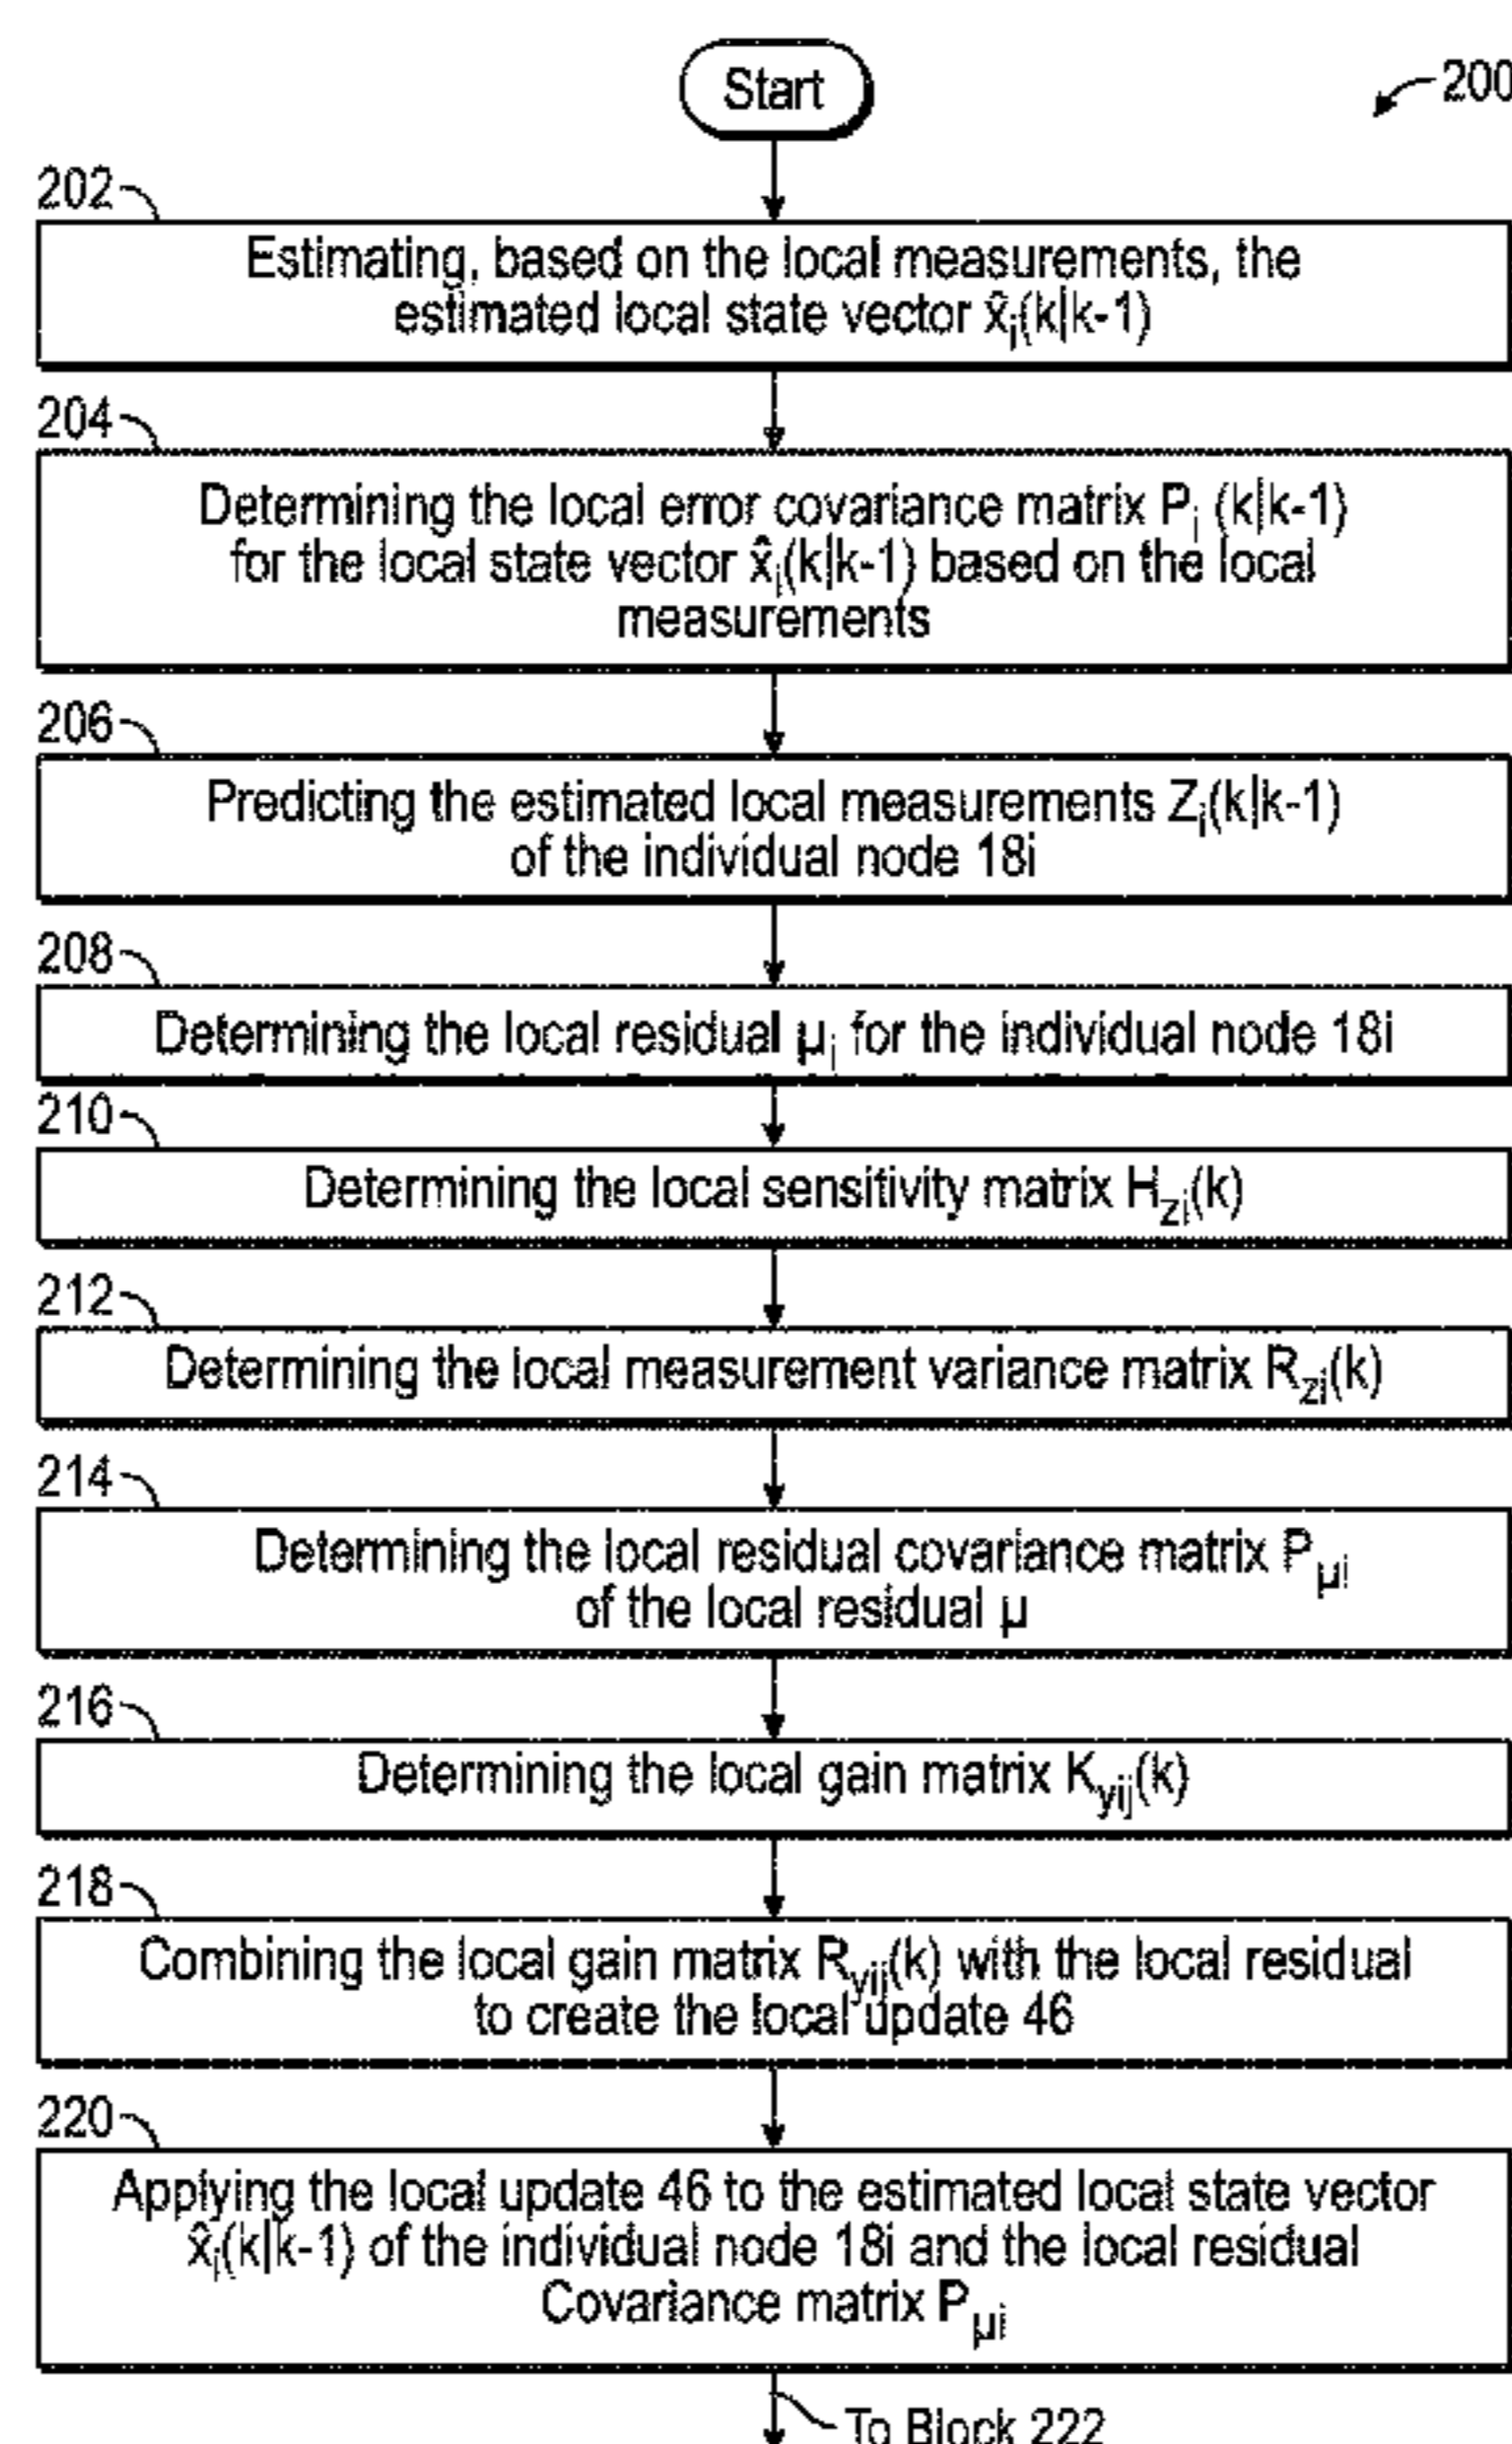 Start
200
202
Estimating, based on the local measurements, the
estimated local state vector x̂ᵢ(k|k-1)
204
Determining the local error covariance matrix Pᵢ (k|k-1)
for the local state vector x̂ᵢ(k|k-1) based on the local
measurements
206
Predicting the estimated local measurements Zᵢ(k|k-1)
of the individual node 18i
208
Determining the local residual μᵢ for the individual node 18i
210
Determining the local sensitivity matrix H_zi(k)
212
Determining the local measurement variance matrix R_zi(k)
214
Determining the local residual covariance matrix P_μi
of the local residual μ
216
Determining the local gain matrix K_yij(k)
218
Combining the local gain matrix R_yij(k) with the local residual
to create the local update 46
220
Applying the local update 46 to the estimated local state vector
x̂ᵢ(k|k-1) of the individual node 18i and the local residual
Covariance matrix P_μi
To Block 222